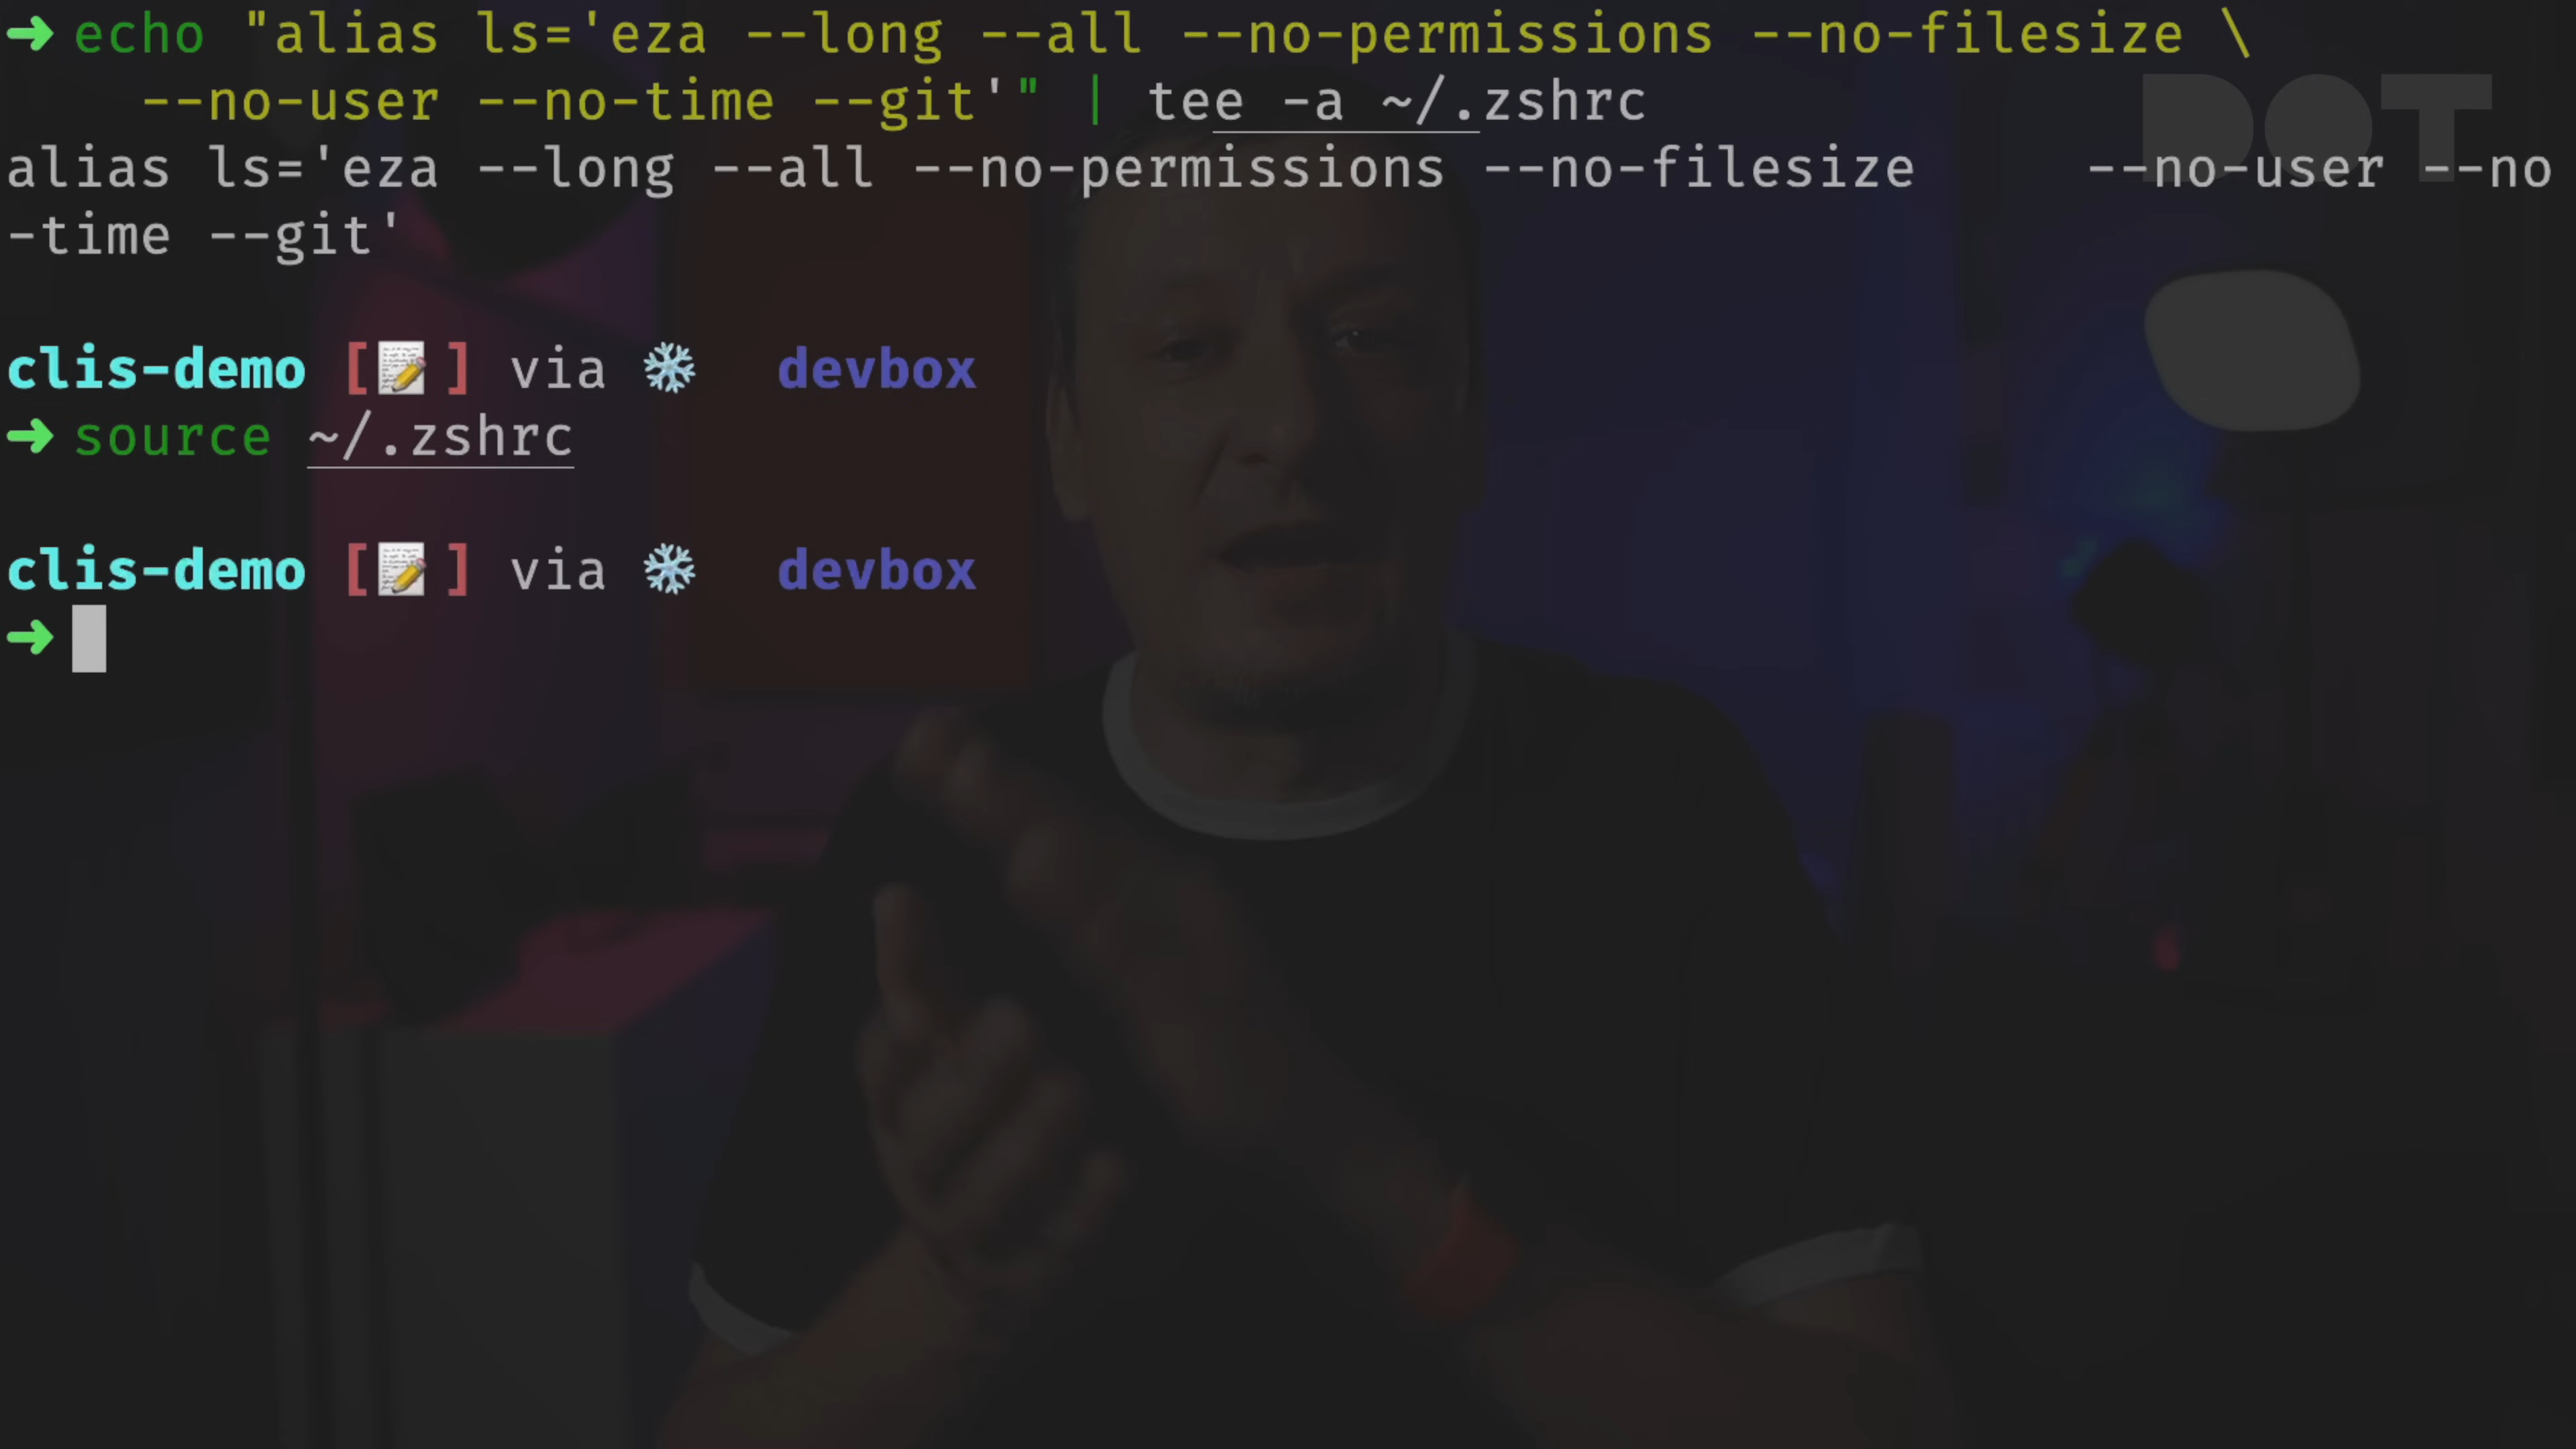 ➜ echo "alias ls='eza --long --all --no-permissions --no-filesize \
    --no-user --no-time --git'" | tee -a ~/.zshrc
alias ls='eza --long --all --no-permissions --no-filesize     --no-user --no
-time --git'
clis-demo [📝] via ❄️ devbox
➜ source ~/.zshrc
clis-demo [📝] via ❄️ devbox
➜
DOT